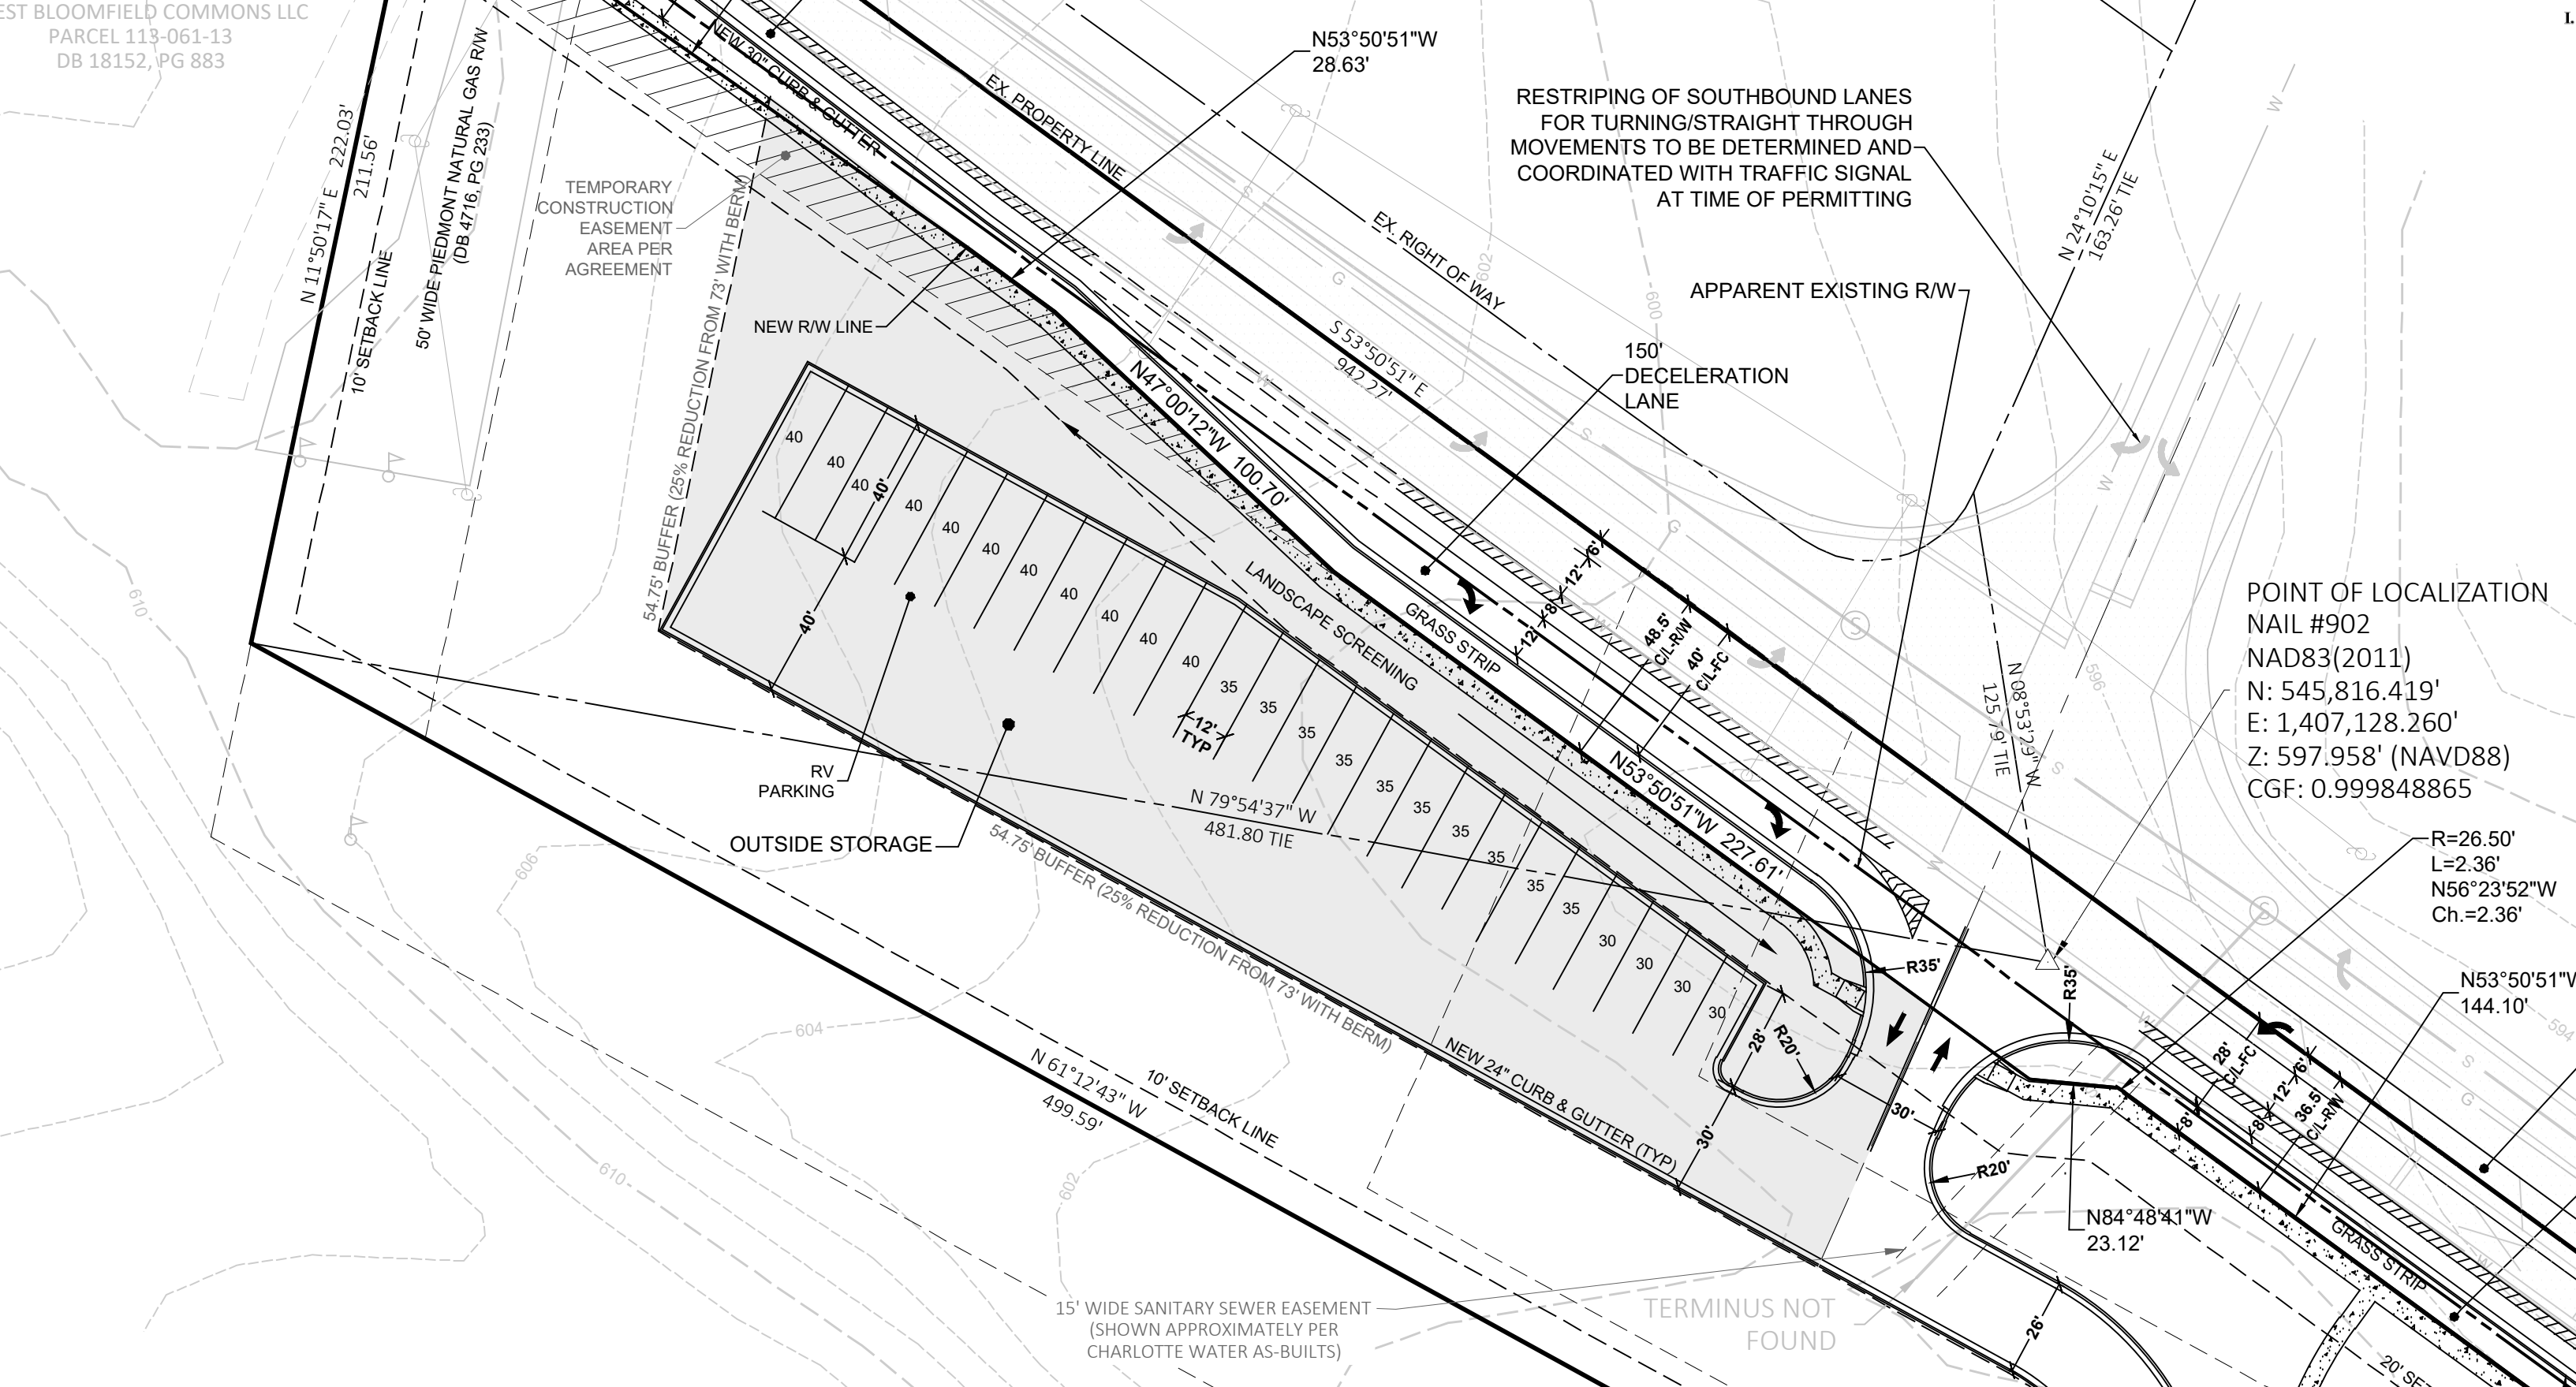 EST BLOOMFIELD COMMONS LLC
PARCEL 113-061-13
DB 18152, PG 883
I.
N 11°50'17" E 222.03'
211.56'
10' SETBACK LINE
50' WIDE PIEDMONT NATURAL GAS R/W
(DB 4716, PG 233)
NEW 30" CURB & GUTTER
TEMPORARY
CONSTRUCTION
EASEMENT
AREA PER
AGREEMENT
54.75' BUFFER (25% REDUCTION FROM 73' WITH BERM)
NEW R/W LINE
N53°50'51"W
28.63'
EX. PROPERTY LINE
EX. RIGHT OF WAY
RESTRIPING OF SOUTHBOUND LANES
FOR TURNING/STRAIGHT THROUGH
MOVEMENTS TO BE DETERMINED AND
COORDINATED WITH TRAFFIC SIGNAL
AT TIME OF PERMITTING
APPARENT EXISTING R/W
N 24°10'15" E
163.26' TIE
S 53°50'51" E
942.27'
150'
DECELERATION
LANE
N47°00'12"W 100.70'
602
600
S
G
W
W
S
G
W
W
S
596
594
S
G
W
W
S
S
POINT OF LOCALIZATION
NAIL #902
NAD83(2011)
N: 545,816.419'
E: 1,407,128.260'
Z: 597.958' (NAVD88)
CGF: 0.999848865
N 08°53'29" W
125.79' TIE
40
40
40
40'
40
40
40
40
40
40
40
40
35
35
35
35
35
35
35
35
35
35
30
30
30
30
40'
12'
TYP
LANDSCAPE SCREENING
GRASS STRIP
12'
8'
12'
6'
48.5'
C/L-R/W
40'
C/L-FC
N53°50'51"W 227.61'
RV
PARKING
OUTSIDE STORAGE
N 79°54'37" W
481.80 TIE
54.75' BUFFER (25% REDUCTION FROM 73' WITH BERM)
NEW 24" CURB & GUTTER (TYP)
N 61°12'43" W
499.59'
10' SETBACK LINE
610
606
604
610
602
R=26.50'
L=2.36'
N56°23'52"W
Ch.=2.36'
N53°50'51"W
144.10'
R35'
R35'
28'
R20'
30'
30'
R20'
28'
C/L-FC
12'
6'
36.5'
C/L-R/W
8'
8'
N84°48'41"W
23.12'
GRASS STRIP
26'
15' WIDE SANITARY SEWER EASEMENT
(SHOWN APPROXIMATELY PER
CHARLOTTE WATER AS-BUILTS)
TERMINUS NOT
FOUND
20' SET